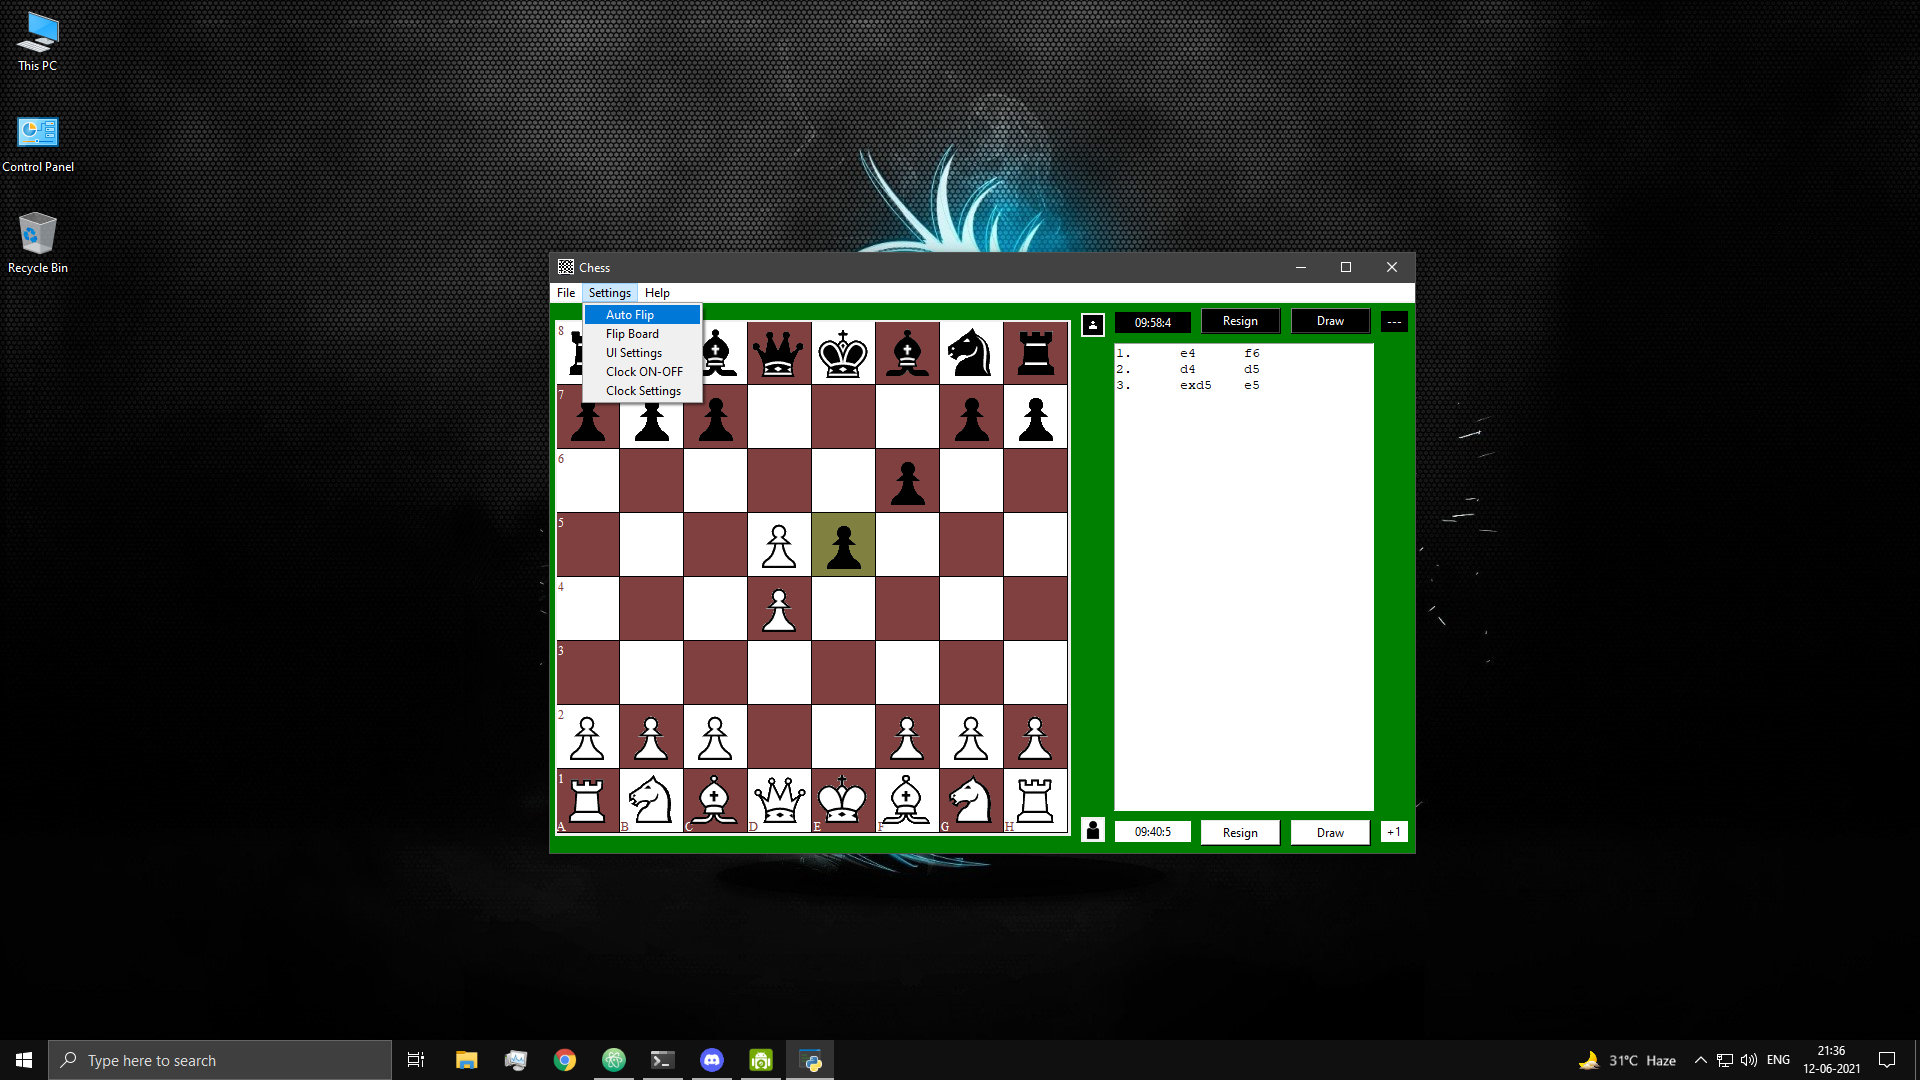 This PC
Control Panel
Recycle Bin
Chess
File Settings Help
Auto Flip
Flip Board
UI Settings
Clock ON-OFF
Clock Settings
09:58:4 Resign Draw ---
1. e4 f6
2. d4 d5
3. exd5 e5
8
7
6
5
4
3
2
1
A B C D E F G H
09:40:5 Resign Draw +1
Type here to search
31°C Haze
ENG
21:36
12-06-2021